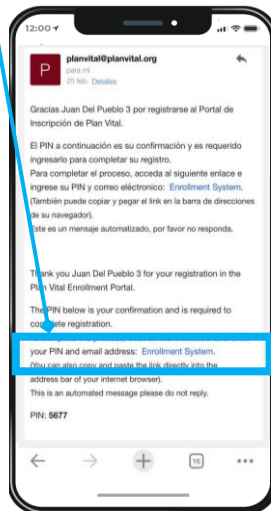 12:00
P
planvital@planvital.org
para mi
25 feb. Detalles
Gracias Juan Del Pueblo 3 por registrarse al Portal de
Inscripción de Plan Vital.
El PIN a continuación es su confirmación y es requerido
ingresarlo para completar su registro.
Para completar el proceso, acceda al siguiente enlace e
ingrese su PIN y correo eléctronico: Enrollment System.
(También puede copiar y pegar el link en la barra de direcciones
de su navegador).
Este es un mensaje automatizado, por favor no responda.
Thank you Juan Del Pueblo 3 for your registration in the
Plan Vital Enrollment Portal.
The PIN below is your confirmation and is required to
complete registration.
your PIN and email address: Enrollment System.
(You can also copy and paste the link directly into the
address bar of your internet browser).
This is an automated message please do not reply.
PIN: 5677
16